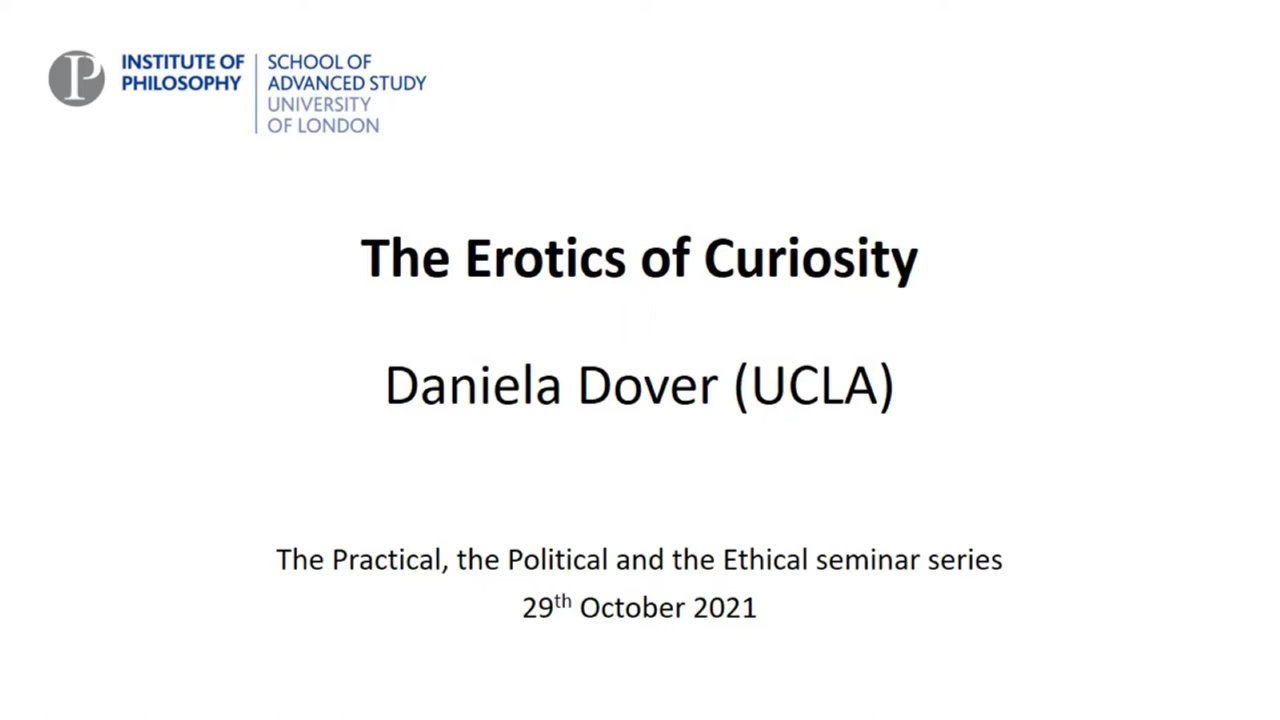 INSTITUTE OF
PHILOSOPHY
SCHOOL OF
ADVANCED STUDY
UNIVERSITY
OF LONDON
The Erotics of Curiosity
Daniela Dover (UCLA)
The Practical, the Political and the Ethical seminar series
29th October 2021